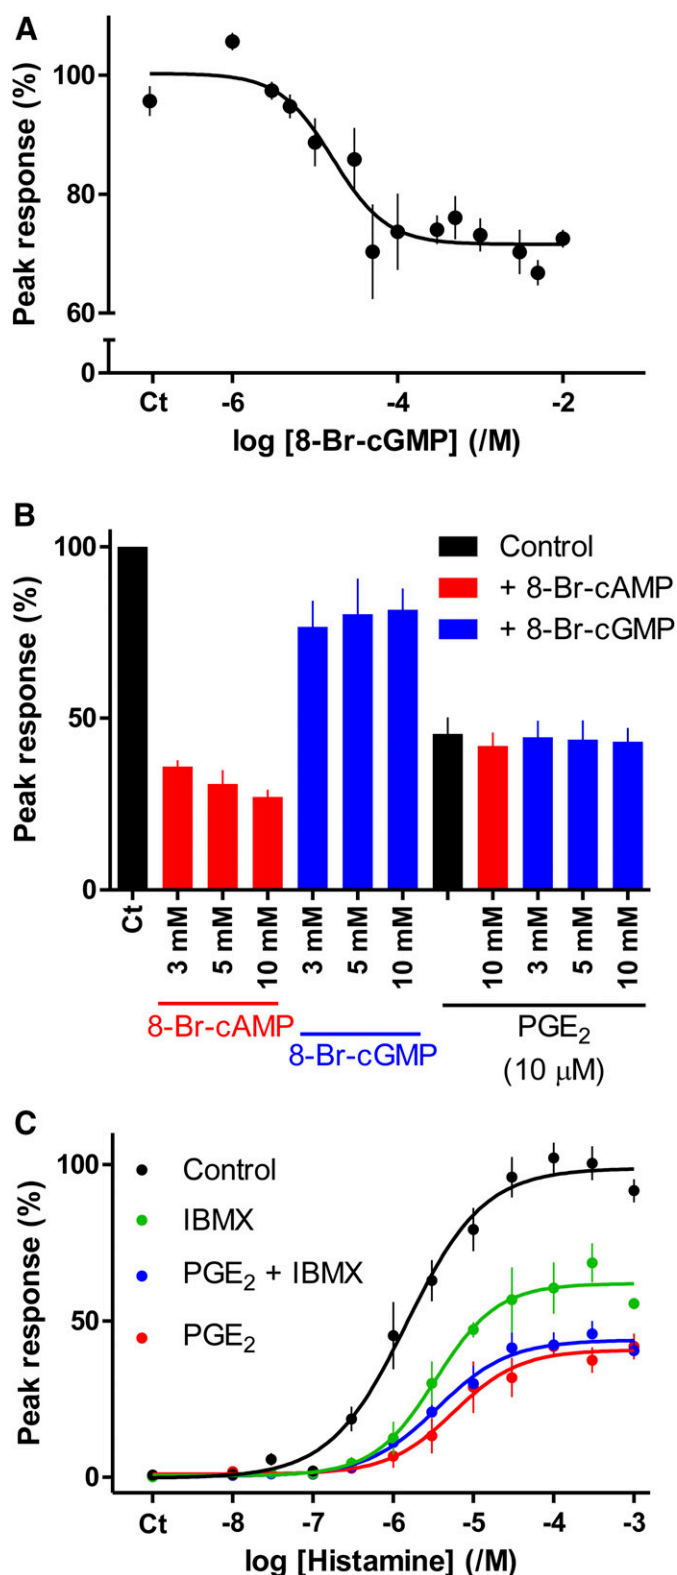 A
Peak response (%)
100
80
60
0
Ct
-6
-4
-2
log [8-Br-cGMP] (/M)
B
Peak response (%)
100
50
0
Control
+ 8-Br-cAMP
+ 8-Br-cGMP
Ct
3 mM
5 mM
10 mM
3 mM
5 mM
10 mM
10 mM
3 mM
5 mM
10 mM
8-Br-cAMP
8-Br-cGMP
PGE₂
(10 μM)
C
Peak response (%)
100
50
0
Control
IBMX
PGE₂ + IBMX
PGE₂
Ct
-8
-7
-6
-5
-4
-3
log [Histamine] (/M)